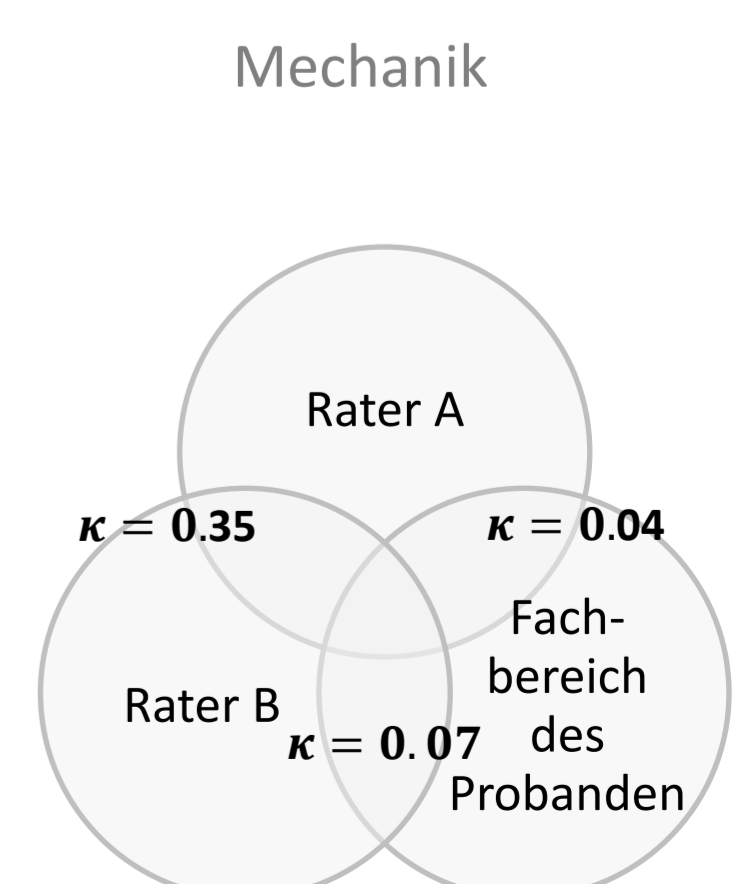 Mechanik
Rater A
κ = 0.35
κ = 0.04
Fach-
bereich
des
Probanden
Rater B
κ = 0.07